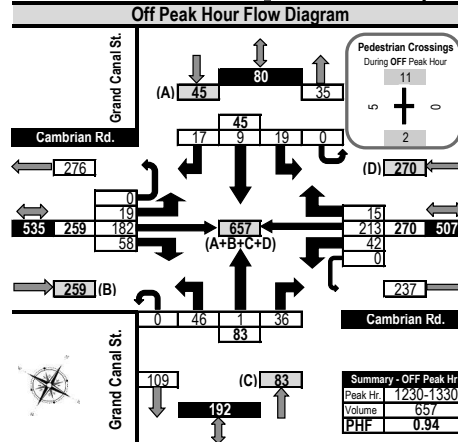 Off Peak Hour Flow Diagram
Grand Canal St.
Pedestrian Crossings
During OFF Peak Hour
11
5
0
2
80
(A) 45
35
45
17 9 19 0
Cambrian Rd.
276
(D) 270
0
19
182
58
535 259
657
(A+B+C+D)
15
213
42
0
270 507
259 (B)
237
0 46 1 36
83
Grand Canal St.
Cambrian Rd.
109
(C) 83
192
Summary - OFF Peak Hr
Peak Hr. 1230-1330
Volume 657
PHF 0.94